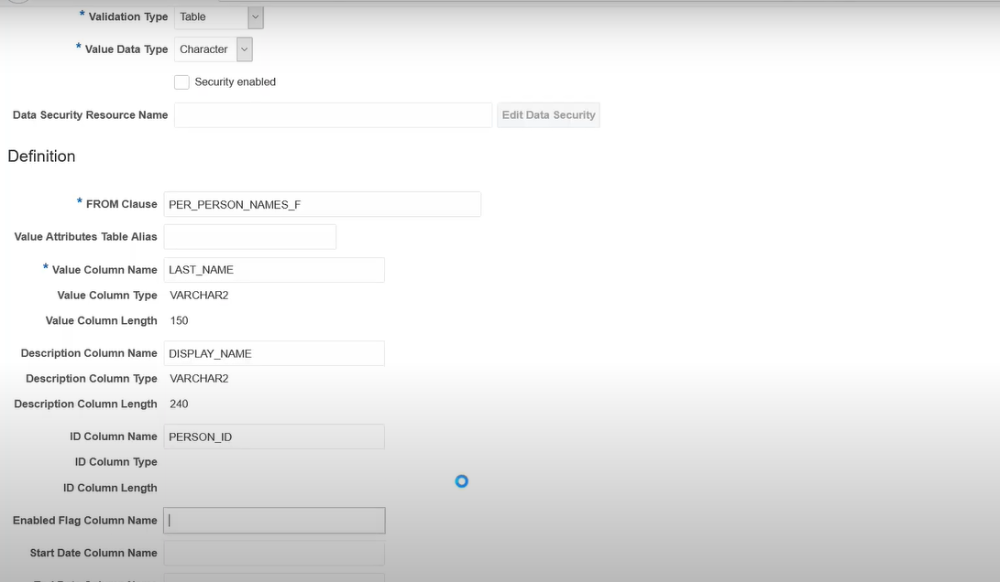 * Validation Type Table
* Value Data Type Character
Security enabled
Data Security Resource Name Edit Data Security
Definition
* FROM Clause PER_PERSON_NAMES_F
Value Attributes Table Alias
* Value Column Name LAST_NAME
Value Column Type VARCHAR2
Value Column Length 150
Description Column Name DISPLAY_NAME
Description Column Type VARCHAR2
Description Column Length 240
ID Column Name PERSON_ID
ID Column Type
ID Column Length
Enabled Flag Column Name
Start Date Column Name